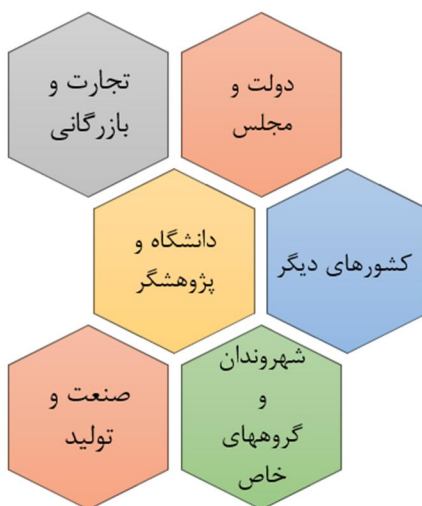 دولت و
مجلس
تجارت و
بازرگانی
کشورهای دیگر
دانشگاه و
پژوهشگر
شهروندان
و
گروههای
خاص
صنعت و
تولید